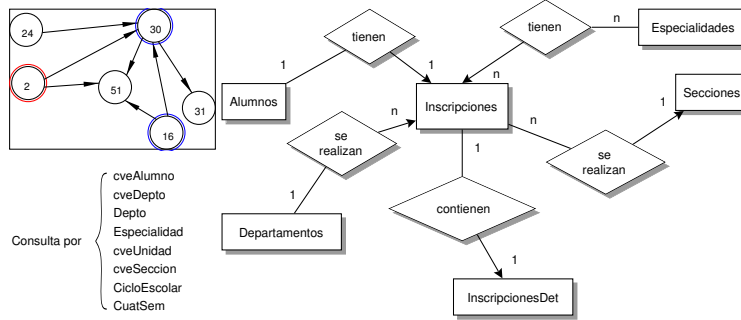 24
30
2
51
31
16
tienen
1
1
Alumnos
tienen
n
n
Especialidades
Inscripciones
Secciones
1
n
se
realizan
n
1
Departamentos
se
realizan
n
1
1
contienen
1
InscripcionesDet
Consulta por
cveAlumno
cveDepto
Depto
Especialidad
cveUnidad
cveSeccion
CicloEscolar
CuatSem